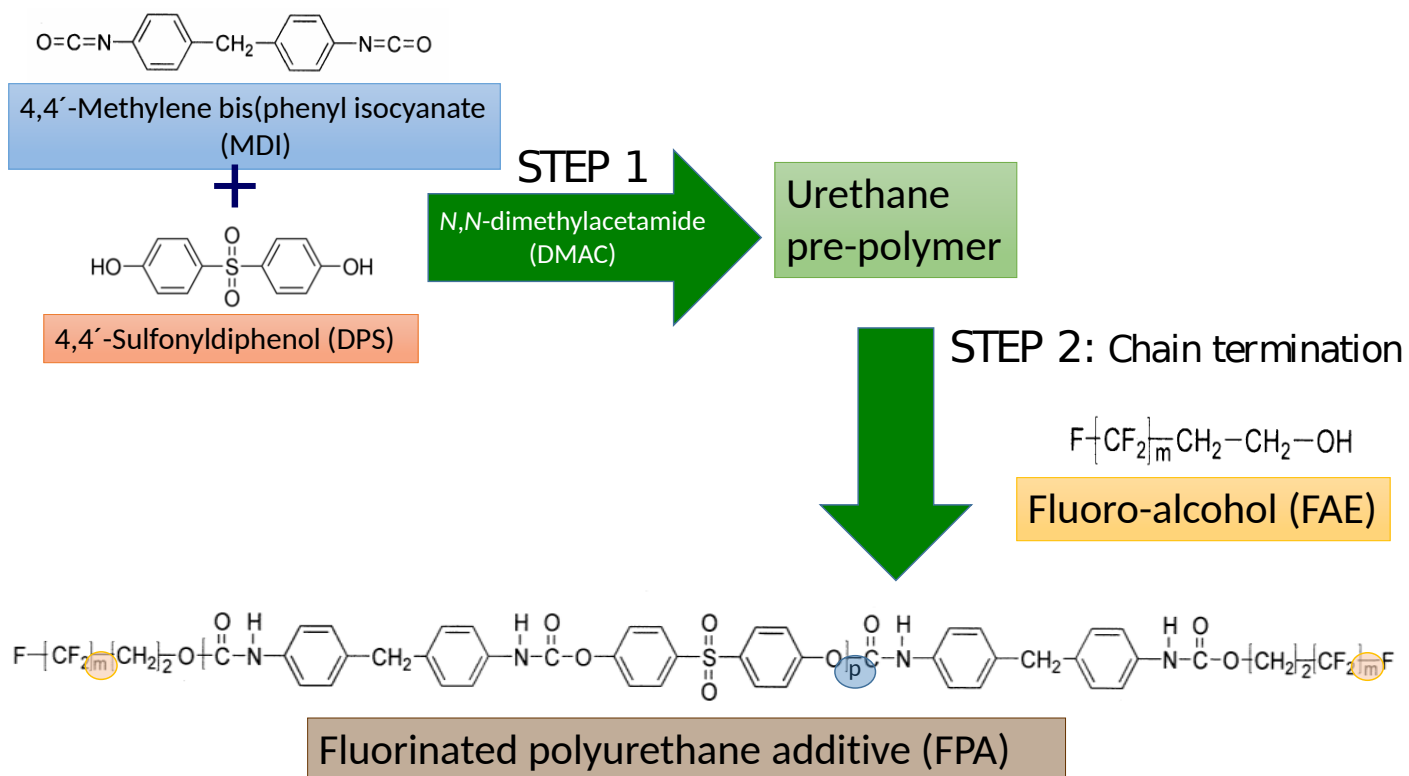 O=C=N CH2 N=C=O
4,4´-Methylene bis(phenyl isocyanate
(MDI)
+
STEP 1
N,N-dimethylacetamide
(DMAC)
Urethane
pre-polymer
O
HO S OH
O
4,4´-Sulfonyldiphenol (DPS)
STEP 2: Chain termination
F-[CF2]m-CH2-CH2-OH
Fluoro-alcohol (FAE)
O H H O O O H H O
F-[CF2]m[CH2]2-O-[C-N CH2 N-C-O S O]p C-N CH2 N-C-O-[CH2]2[CF2]m-F
O
Fluorinated polyurethane additive (FPA)